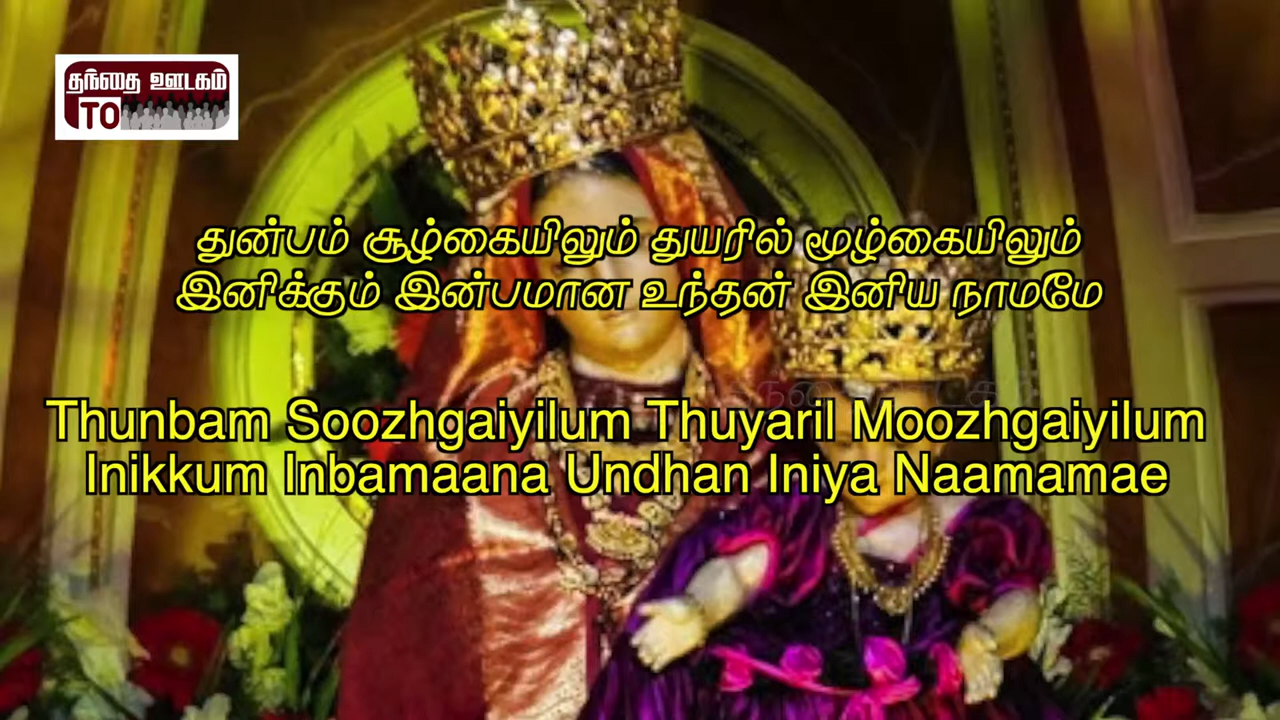 தந்தை ஊடகம்
TO
துன்பம் சூழ்கையிலும் துயரில் மூழ்கையிலும்
இனிக்கும் இன்பமான உந்தன் இனிய நாமமே
Thunbam Soozhgaiyilum Thuyaril Moozhgaiyilum
Inikkum Inbamaana Undhan Iniya Naamamae